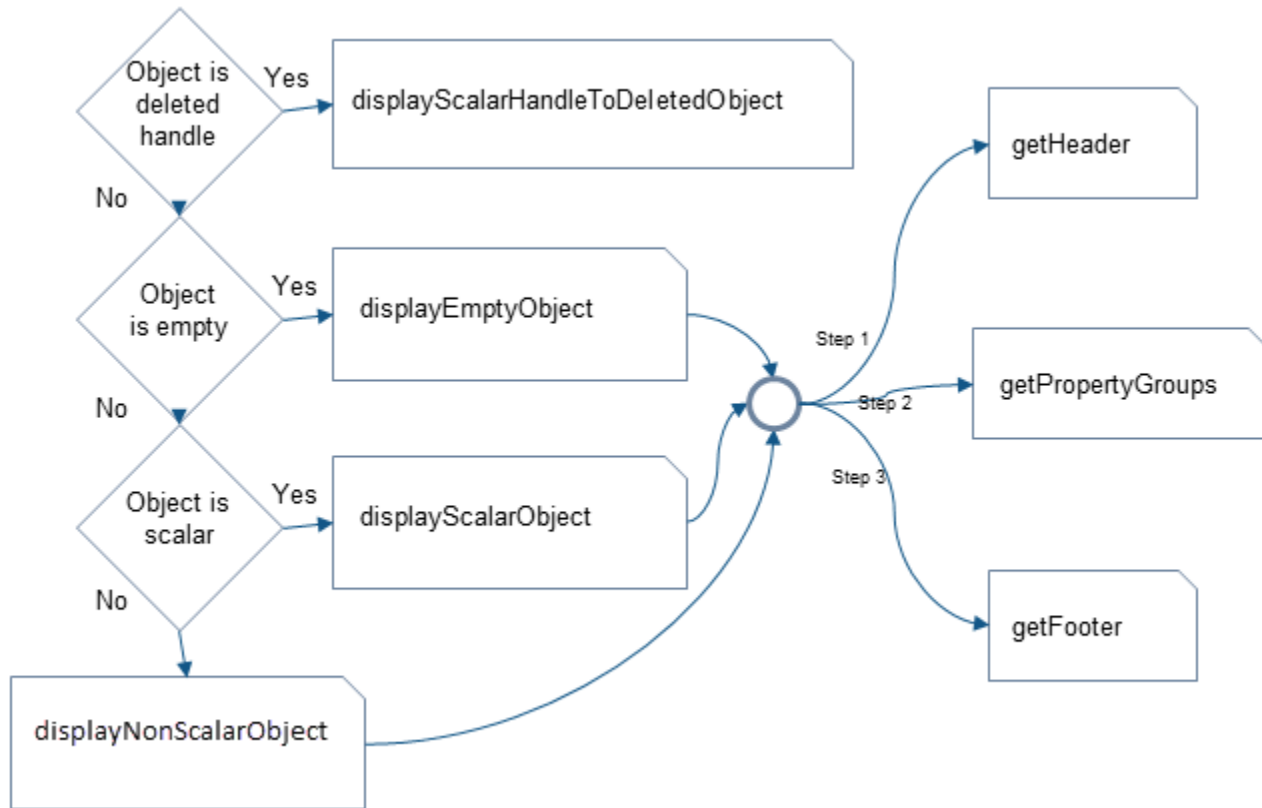 Object is
deleted
handle
Yes
displayScalarHandleToDeletedObject
getHeader
No
Object
is empty
Yes
displayEmptyObject
Step 1
getPropertyGroups
Step 2
No
Object is
scalar
Yes
displayScalarObject
Step 3
No
getFooter
displayNonScalarObject